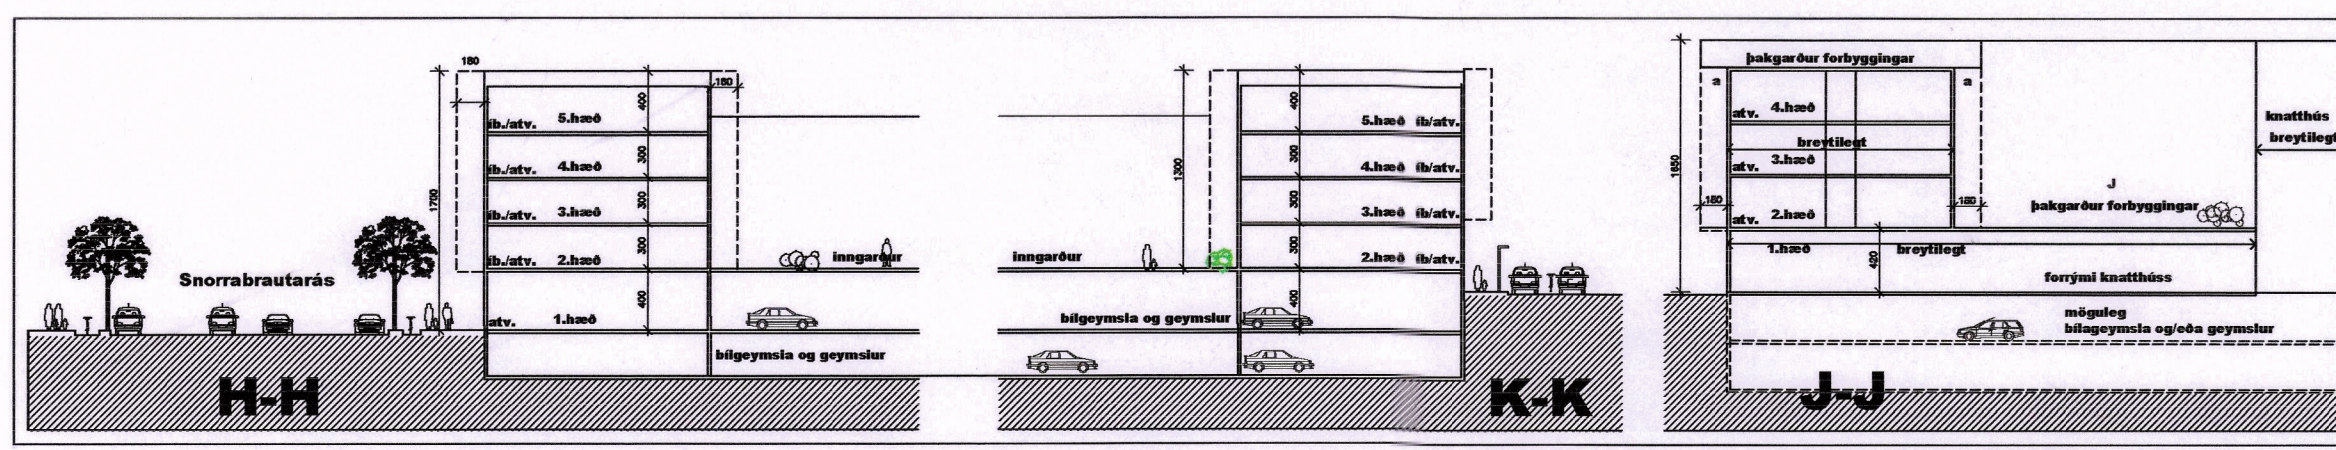 180
180
400
íb./atv. 5.hæð
300
íb./atv. 4.hæð
1700
300
íb./atv. 3.hæð
300
íb./atv. 2.hæð
inngarður
Snorrabrautarás
400
atv. 1.hæð
bílgeymsla og geymslur
H-H
400
5.hæð íb/atv.
300
4.hæð íb/atv.
1300
300
3.hæð íb/atv.
300
inngarður
2.hæð íb/atv.
400
bílgeymsla og geymslur
K-K
þakgarður forbyggingar
a
a
atv. 4.hæð
breytilegt
atv. 3.hæð
1650
180
180
atv. 2.hæð
J
þakgarður forbyggingar
knatthús
breytilegt
1.hæð
breytilegt
420
forrými knatthúss
möguleg
bílageymsla og/eða geymslur
J-J